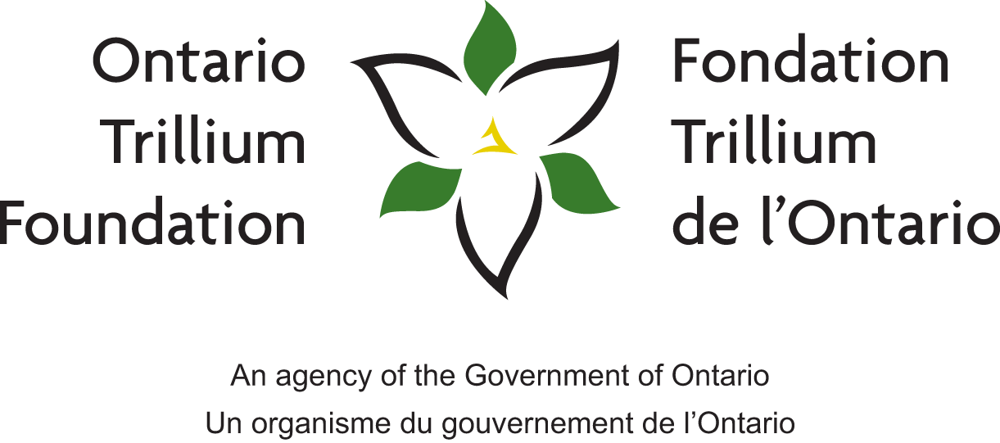 Ontario
Trillium
Foundation
Fondation
Trillium
de l’Ontario
An agency of the Government of Ontario
Un organisme du gouvernement de l’Ontario